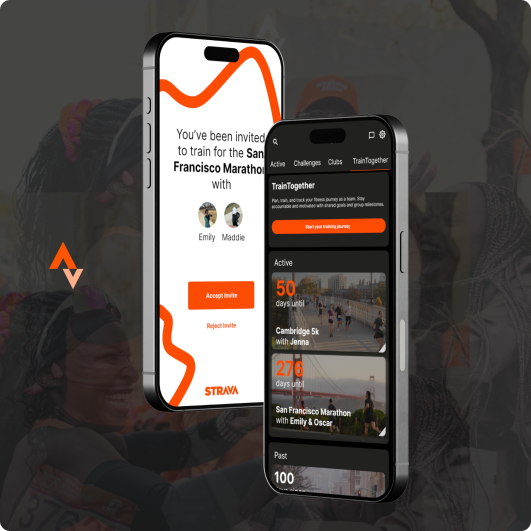 You've been invited
to train for the San
Francisco Marathon
with
Emily Maddie
Accept Invite
Reject Invite
STRAVA
Active Challenges Clubs TrainTogether
TrainTogether
Plan, train, and track your fitness journey as a team. Stay
accountable and motivated with shared goals and group milestones.
Start your training journey
Active
50
days until
Cambridge 5k
with Jenna
276
days until
San Francisco Marathon
with Emily & Oscar
Past
100